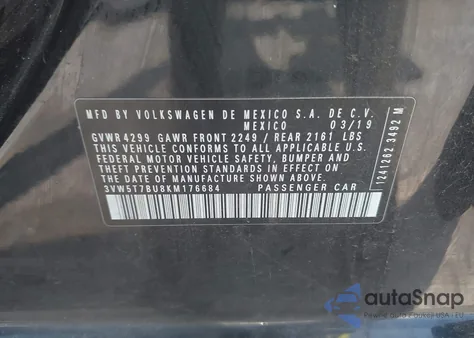 MFD BY VOLKSWAGEN DE MEXICO S.A. DE C.V.
MEXICO 03/19
GVWR 4299 GAWR FRONT 2249 / REAR 2161 LBS
THIS VEHICLE CONFORMS TO ALL APPLICABLE
FEDERAL MOTOR VEHICLE SAFETY, BUMPER AND
THEFT PREVENTION STANDARDS IN EFFECT ON
THE DATE OF MANUFACTURE SHOWN ABOVE.
3VW5T7BU8KM176684 PASSENGER CAR
1241262 3492 M
autoSnap